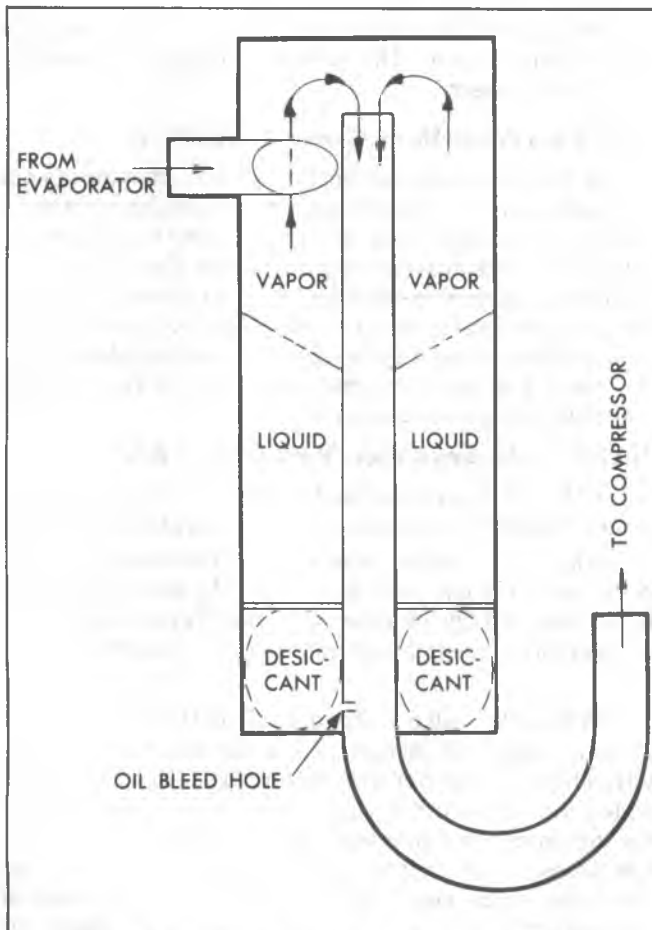 FROM
EVAPORATOR
VAPOR VAPOR
LIQUID LIQUID
TO COMPRESSOR
DESIC-
CANT
DESIC-
CANT
OIL BLEED HOLE